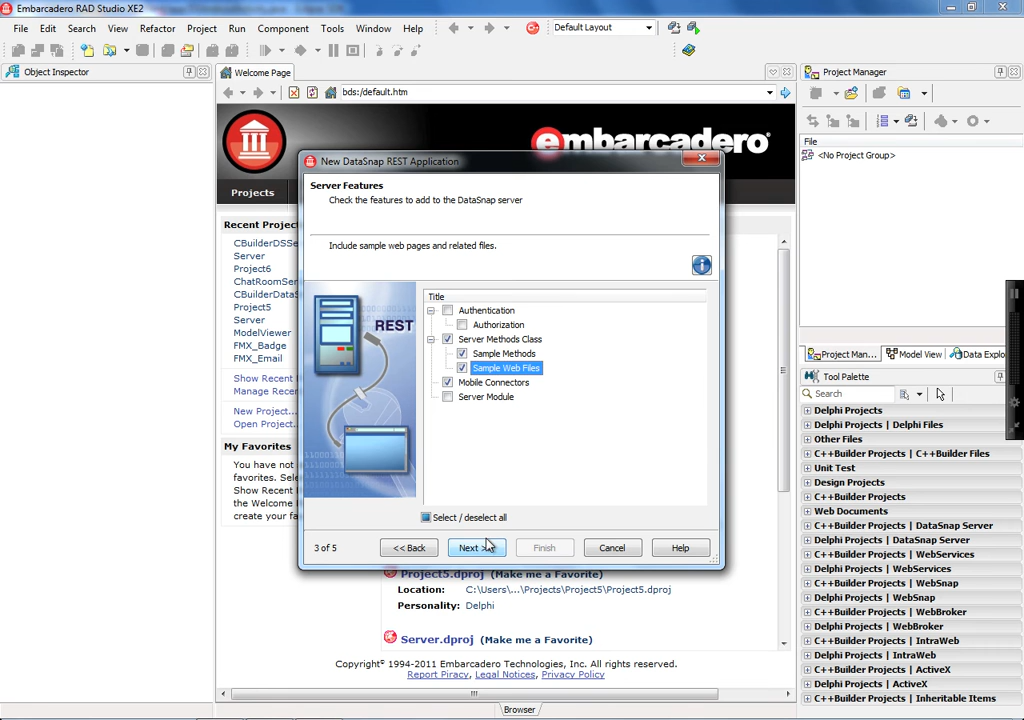 Embarcadero RAD Studio XE2
File Edit Search View Refactor Project Run Component Tools Window Help
Default Layout
Object Inspector
Welcome Page
Project Manager
bds:/default.htm
File
<No Project Group>
embarcadero
Projects
New DataSnap REST Application
Server Features
Check the features to add to the DataSnap server
Include sample web pages and related files.
REST
Title
Authentication
Authorization
Server Methods Class
Sample Methods
Sample Web Files
Mobile Connectors
Server Module
Select / deselect all
3 of 5
<< Back
Next >
Finish
Cancel
Help
Recent Projec
CBuilderDSSe
Server
Project6
ChatRoomSer
CBuilderDataS
Project5
Server
ModelViewer
FMX_Badge
FMX_Email
Show Recent
Manage Rece
New Project...
Open Project...
My Favorites
You have not
favorites. Sele
Show Recent
the Welcome
create your fa
Project5.dproj (Make me a Favorite)
Location: C:\Users\...\Projects\Project5\Project5.dproj
Personality: Delphi
Server.dproj (Make me a Favorite)
Copyright© 1994-2011 Embarcadero Technologies, Inc. All rights reserved.
Report Piracy, Legal Notices, Privacy Policy
Browser
Project Man...
Model View
Data Explo
Tool Palette
Search
Delphi Projects
Delphi Projects | Delphi Files
Other Files
C++Builder Projects | C++Builder Files
Unit Test
Design Projects
C++Builder Projects
Web Documents
C++Builder Projects | DataSnap Server
Delphi Projects | DataSnap Server
C++Builder Projects | WebServices
Delphi Projects | WebServices
C++Builder Projects | WebSnap
Delphi Projects | WebSnap
C++Builder Projects | WebBroker
Delphi Projects | WebBroker
C++Builder Projects | IntraWeb
Delphi Projects | IntraWeb
C++Builder Projects | ActiveX
Delphi Projects | ActiveX
C++Builder Projects | Inheritable Items